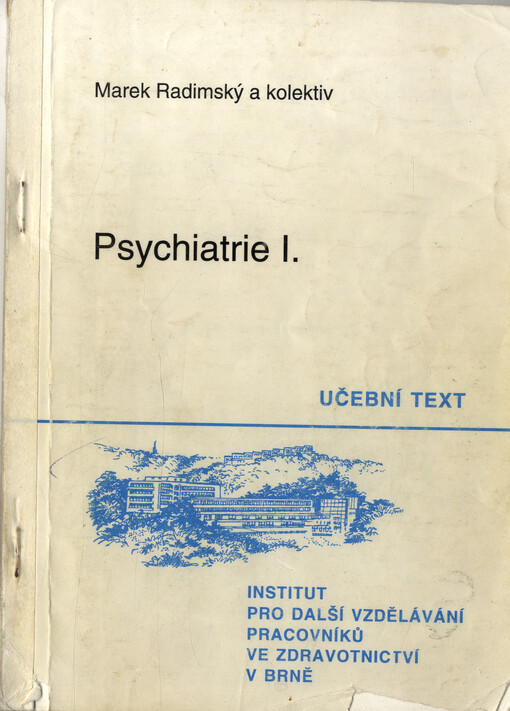 Marek Radimský a kolektiv
Psychiatrie I.
UČEBNÍ TEXT
INSTITUT
PRO DALŠÍ VZDĚLÁVÁNÍ
PRACOVNÍKŮ
VE ZDRAVOTNICTVÍ
V BRNĚ